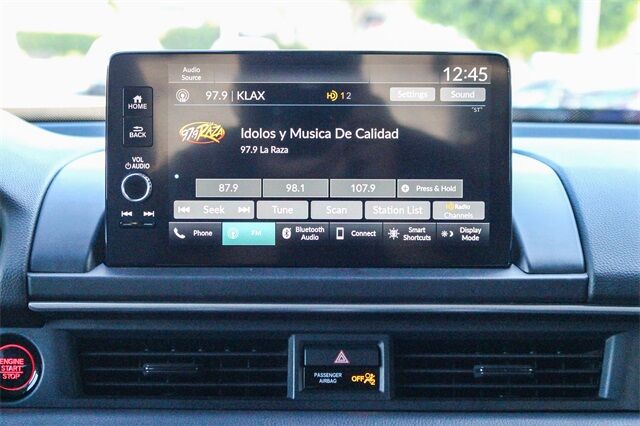 Audio
Source
12:45
97.9 | KLAX
HD 1 2
Settings
Sound
"ST"
HOME
BACK
VOL
AUDIO
97.9 RAZA
Idolos y Musica De Calidad
97.9 La Raza
87.9
98.1
107.9
Press & Hold
Seek
Tune
Scan
Station List
HD Radio
Channels
Phone
FM
Bluetooth
Audio
Connect
Smart
Shortcuts
Display
Mode
ENGINE
START
STOP
PASSENGER
AIRBAG
OFF